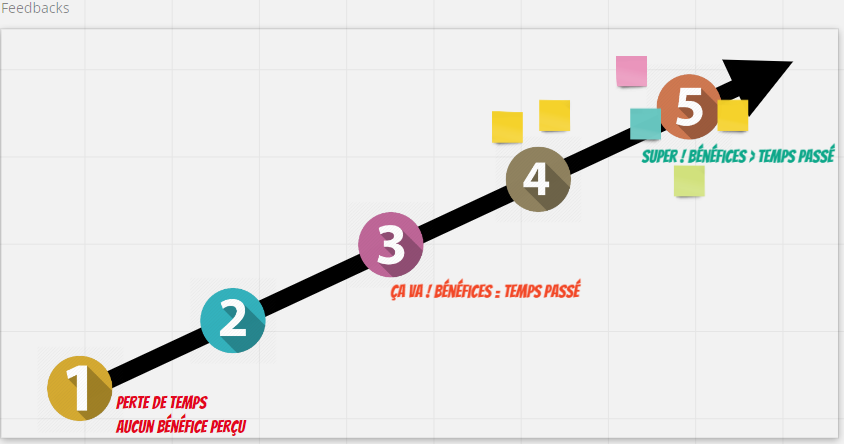 Feedbacks
5
SUPER ! BÉNÉFICES > TEMPS PASSÉ
4
3
ÇA VA ! BÉNÉFICES = TEMPS PASSÉ
2
1
PERTE DE TEMPS
AUCUN BÉNÉFICE PERÇU